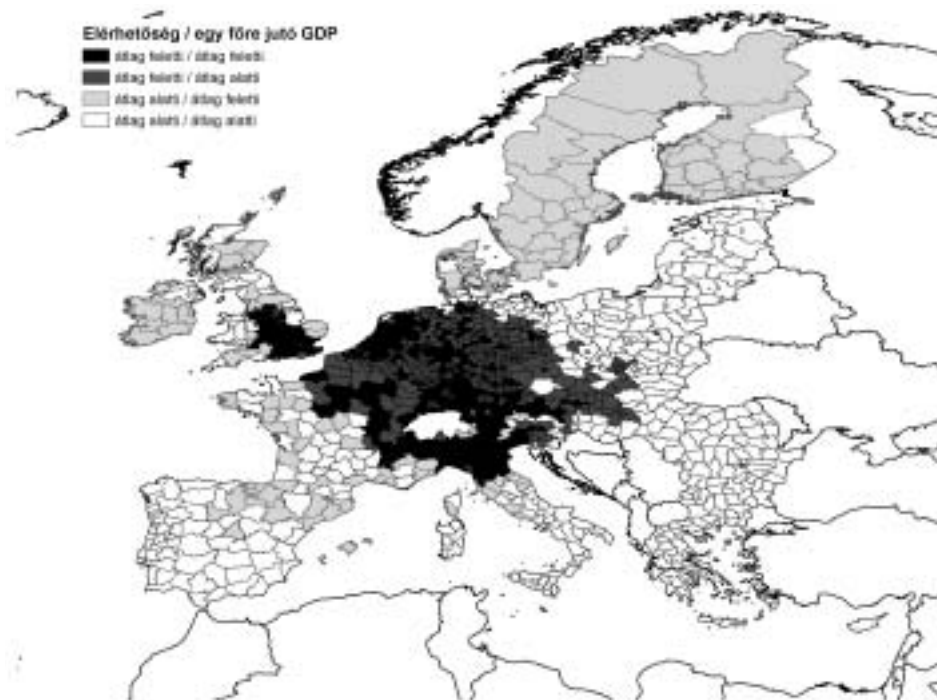 Elérhetőség / egy főre jutó GDP
átlag feletti / átlag feletti
átlag feletti / átlag alatti
átlag alatti / átlag feletti
átlag alatti / átlag alatti